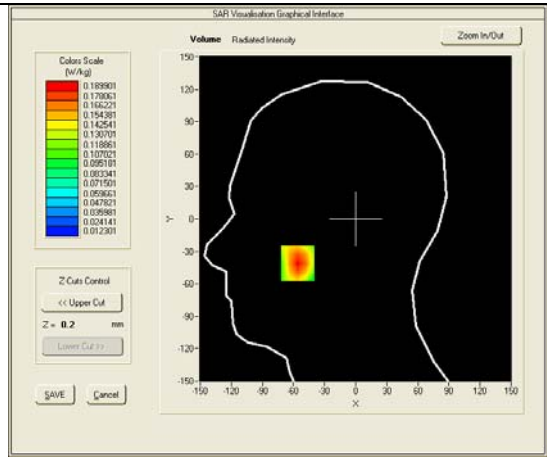 SAR Visualisation Graphical Interface
Volume Radiated Intensity
Zoom In/Out
Colors Scale
(W/kg)
0.189901
0.178061
0.166221
0.154381
0.142541
0.130701
0.118861
0.107021
0.095181
0.083341
0.071501
0.059661
0.047821
0.035981
0.024141
0.012301
Z Cuts Control
<< Upper Cut
Z = 0.2 mm
Lower Cut >>
SAVE
Cancel
150
90
30
0
-30
-60
-90
-120
-150
Y
-150 -120 -90 -60 -30 0 30 60 90 120 150
X